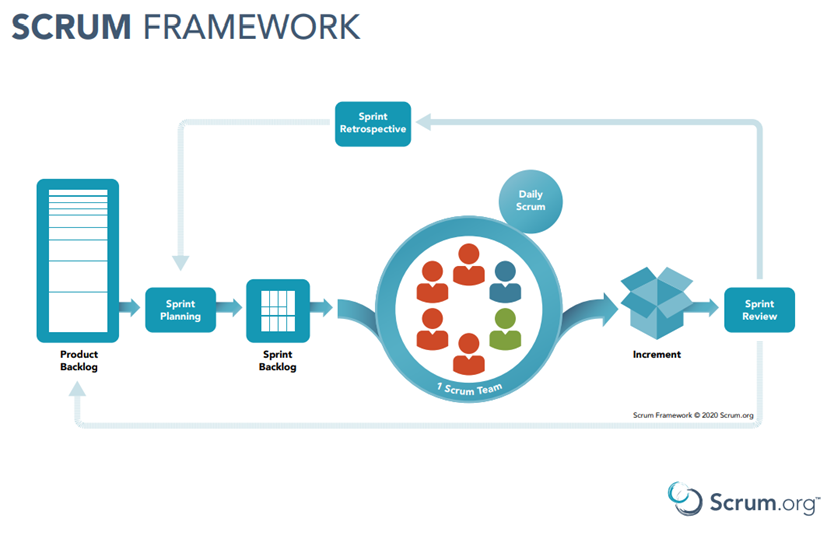 SCRUM FRAMEWORK
Sprint
Retrospective
Daily
Scrum
Sprint
Planning
Sprint
Review
Product
Backlog
Sprint
Backlog
1 Scrum Team
Increment
Scrum Framework © 2020 Scrum.org
Scrum.org™